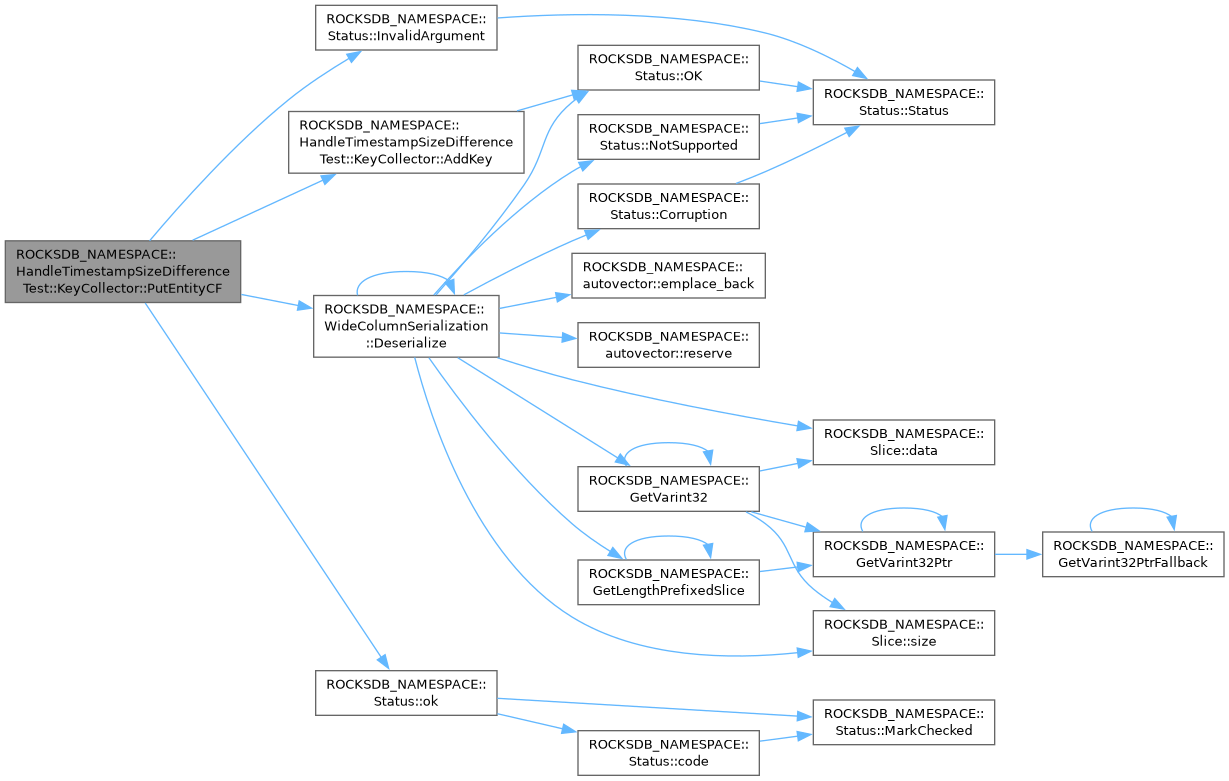 ROCKSDB_NAMESPACE::
HandleTimestampSizeDifference
Test::KeyCollector::PutEntityCF
ROCKSDB_NAMESPACE::
Status::InvalidArgument
ROCKSDB_NAMESPACE::
HandleTimestampSizeDifference
Test::KeyCollector::AddKey
ROCKSDB_NAMESPACE::
WideColumnSerialization
::Deserialize
ROCKSDB_NAMESPACE::
Status::ok
ROCKSDB_NAMESPACE::
Status::OK
ROCKSDB_NAMESPACE::
Status::NotSupported
ROCKSDB_NAMESPACE::
Status::Corruption
ROCKSDB_NAMESPACE::
autovector::emplace_back
ROCKSDB_NAMESPACE::
autovector::reserve
ROCKSDB_NAMESPACE::
GetVarint32
ROCKSDB_NAMESPACE::
GetLengthPrefixedSlice
ROCKSDB_NAMESPACE::
Status::code
ROCKSDB_NAMESPACE::
Status::Status
ROCKSDB_NAMESPACE::
Slice::data
ROCKSDB_NAMESPACE::
GetVarint32Ptr
ROCKSDB_NAMESPACE::
Slice::size
ROCKSDB_NAMESPACE::
Status::MarkChecked
ROCKSDB_NAMESPACE::
GetVarint32PtrFallback